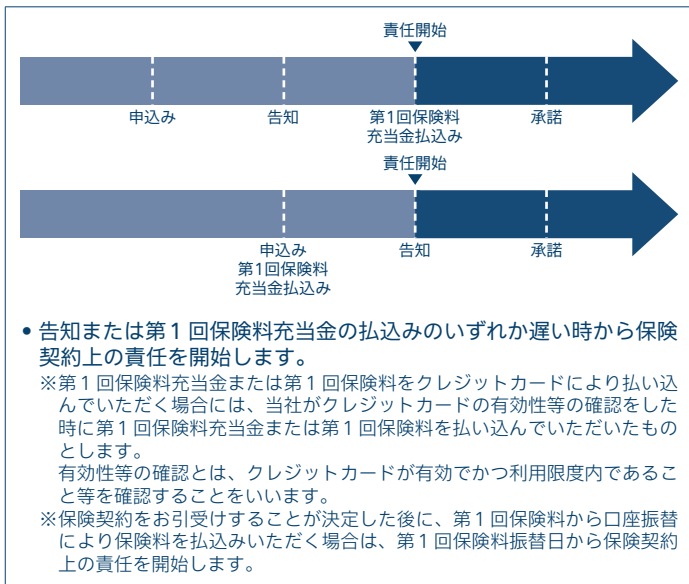 責任開始
申込み 告知 第1回保険料 承諾
充当金払込み
責任開始
申込み 告知 承諾
第1回保険料
充当金払込み
•告知または第1回保険料充当金の払込みのいずれか遅い時から保険
契約上の責任を開始します。
※第1回保険料充当金または第1回保険料をクレジットカードにより払い込
んでいただく場合には、当社がクレジットカードの有効性等の確認をした
時に第1回保険料充当金または第1回保険料を払い込んでいただいたもの
とします。
有効性等の確認とは、クレジットカードが有効でかつ利用限度内であるこ
と等を確認することをいいます。
※保険契約をお引受けすることが決定した後に、第1回保険料から口座振替
により保険料を払込みいただく場合は、第1回保険料振替日から保険契約
上の責任を開始します。